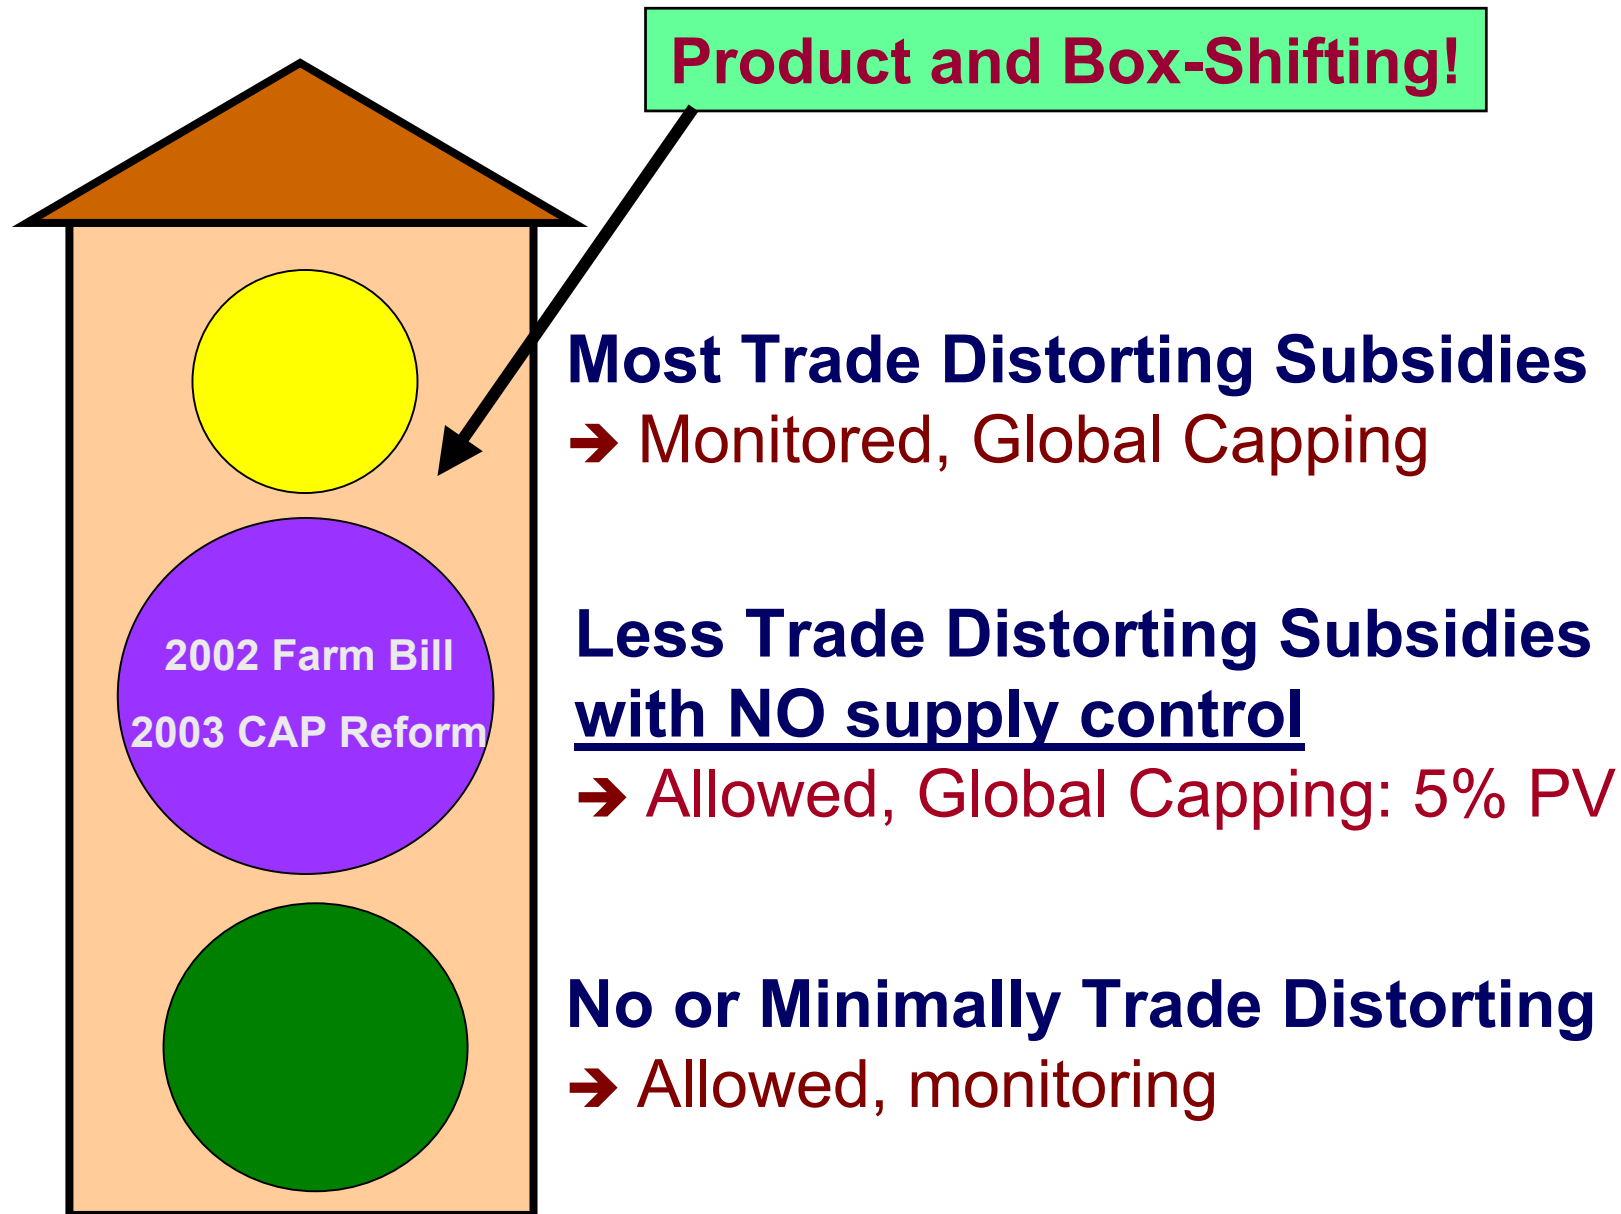 Product and Box-Shifting!
Most Trade Distorting Subsidies
➔ Monitored, Global Capping
2002 Farm Bill
2003 CAP Reform
Less Trade Distorting Subsidies
with NO supply control
➔ Allowed, Global Capping: 5% PV
No or Minimally Trade Distorting
➔ Allowed, monitoring